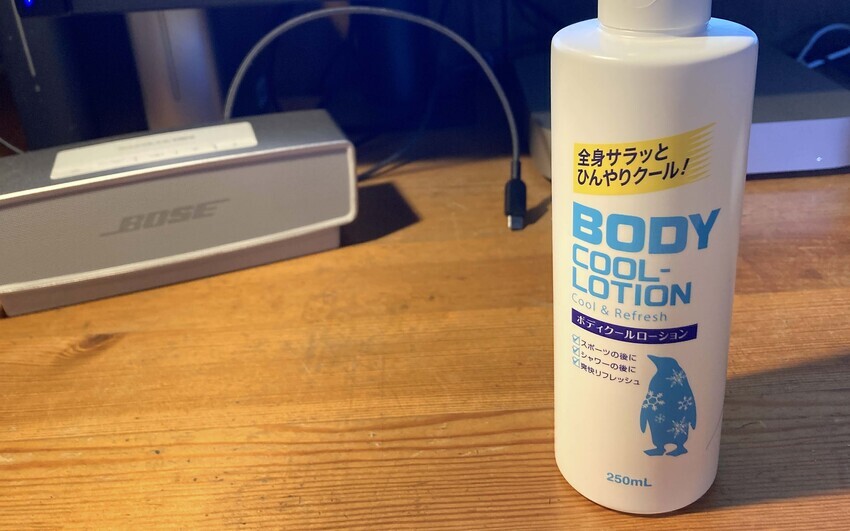 BOSE
全身サラッと
ひんやりクール!
BODY
COOL-
LOTION
Cool & Refresh
ボディクールローション
スポーツの後に
シャワーの後に
爽快リフレッシュ
250mL